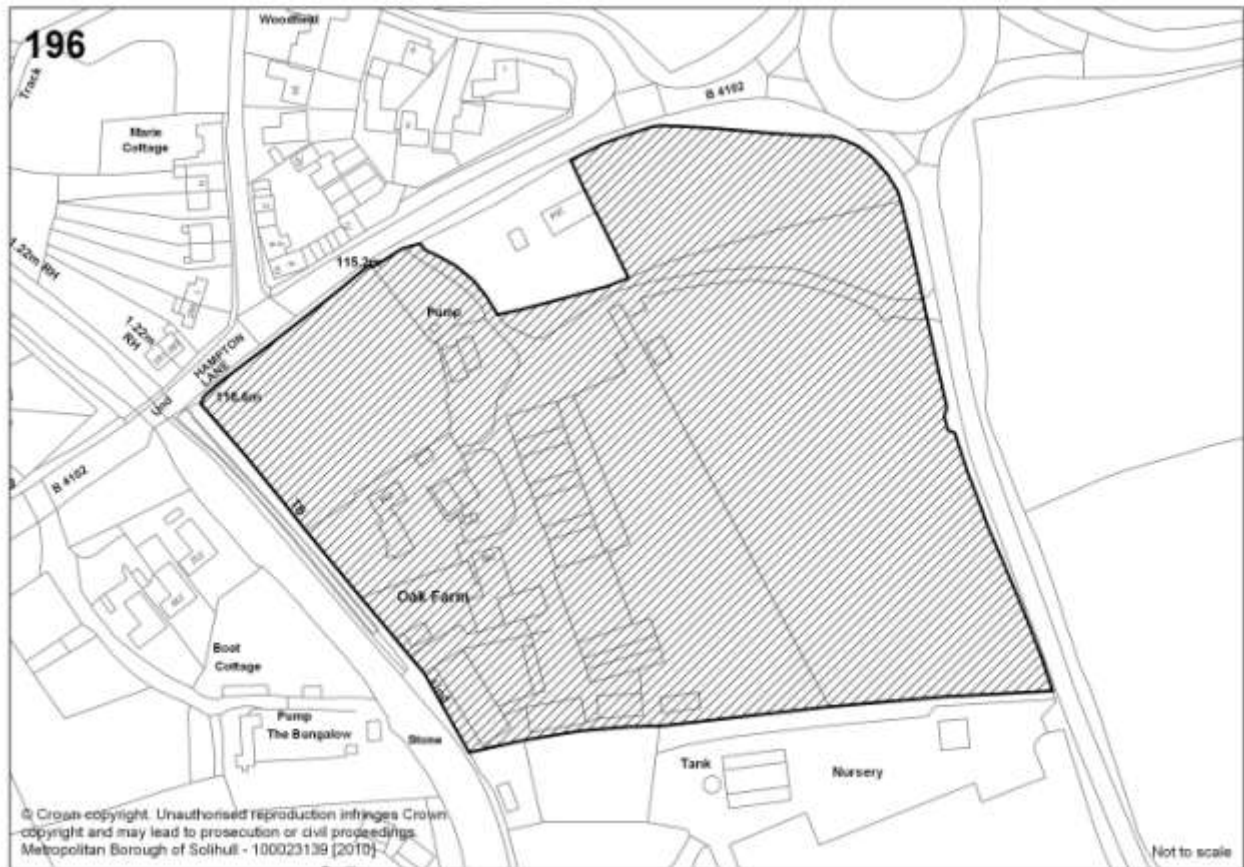 196
Woodfield
Track
B 4102
Marie
Cottage
1.22m RH
115.2m
Pump
1.22m
RH
HAMPTON
LANE
Und
116.6m
B 4102
TB
Oak Farm
Boat
Cottage
Pump
The Bungalow
Stone
Tank
Nursery
© Crown copyright. Unauthorised reproduction infringes Crown
copyright and may lead to prosecution or civil proceedings.
Metropolitan Borough of Solihull - 100023139 [2010]
Not to scale